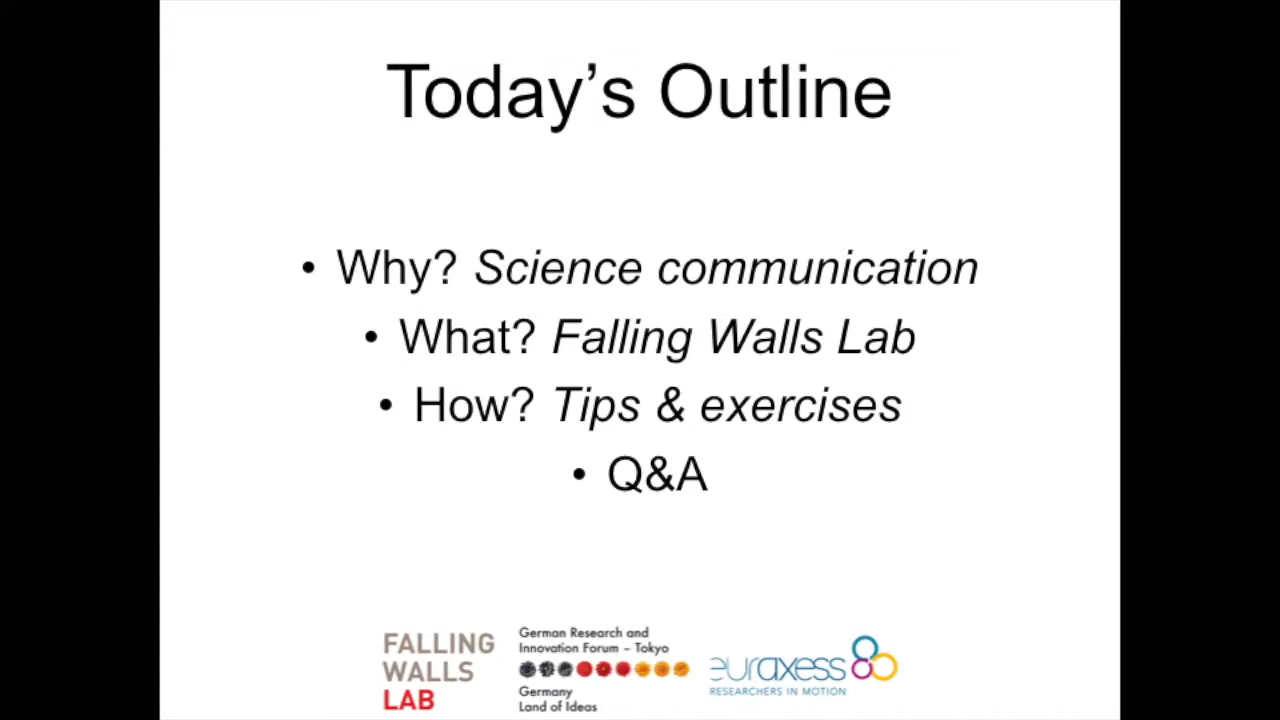 Today’s Outline
• Why? Science communication
• What? Falling Walls Lab
• How? Tips & exercises
• Q&A
FALLING
WALLS
LAB
German Research and
Innovation Forum – Tokyo
Germany
Land of Ideas
euraxess
RESEARCHERS IN MOTION